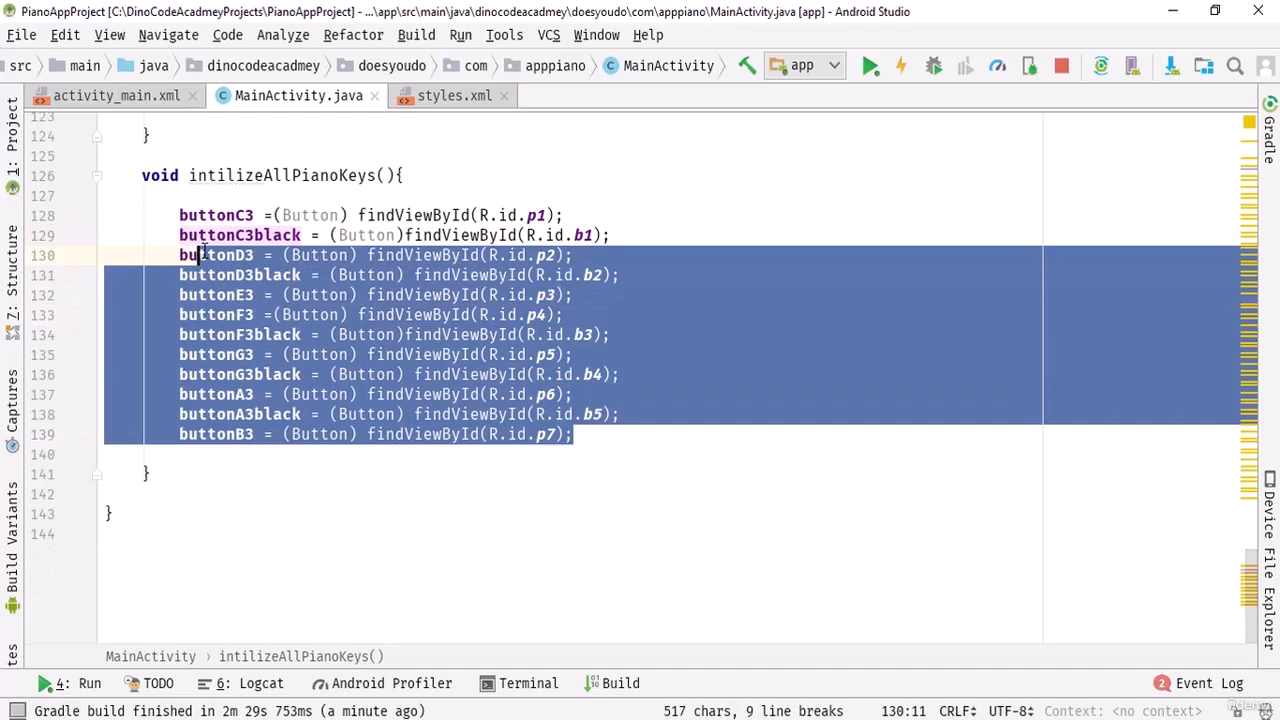 PianoAppProject [C:\DinoCodeAcadmeyProjects\PianoAppProject] - ...\app\src\main\java\dinocodeacadmey\doesyoudo\com\apppiano\MainActivity.java [app] - Android Studio
File Edit View Navigate Code Analyze Refactor Build Run Tools VCS Window Help
src main java dinocodeacadmey doesyoudo com apppiano MainActivity app
activity_main.xml MainActivity.java styles.xml
1: Project
Z: Structure
Captures
Build Variants
Gradle
Device File Explorer
123
124 }
125
126 void intilizeAllPianoKeys(){
127
128 buttonC3 =(Button) findViewById(R.id.p1);
129 buttonC3black = (Button)findViewById(R.id.b1);
130 buttonD3 = (Button) findViewById(R.id.p2);
131 buttonD3black = (Button) findViewById(R.id.b2);
132 buttonE3 = (Button) findViewById(R.id.p3);
133 buttonF3 =(Button) findViewById(R.id.p4);
134 buttonF3black = (Button)findViewById(R.id.b3);
135 buttonG3 = (Button) findViewById(R.id.p5);
136 buttonG3black = (Button) findViewById(R.id.b4);
137 buttonA3 = (Button) findViewById(R.id.p6);
138 buttonA3black = (Button) findViewById(R.id.b5);
139 buttonB3 = (Button) findViewById(R.id.p7);
140
141 }
142
143 }
144
MainActivity › intilizeAllPianoKeys()
4: Run TODO 6: Logcat Android Profiler Terminal Build 2 Event Log
Gradle build finished in 2m 29s 753ms (a minute ago) 517 chars, 9 line breaks 130:11 CRLF UTF-8 Context: <no context>